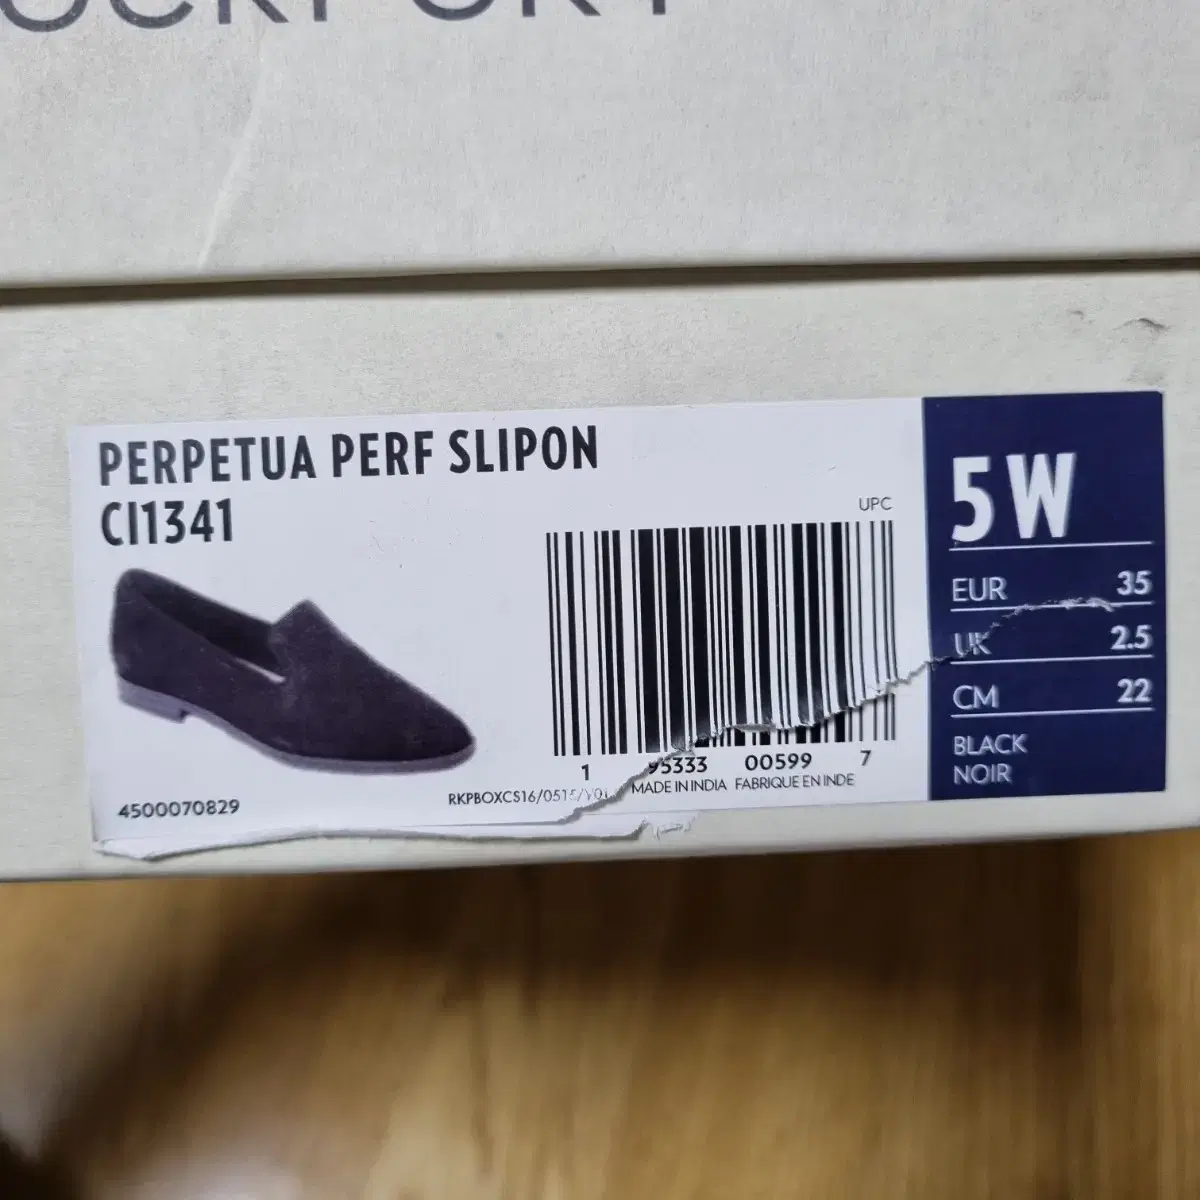 PERPETUA PERF SLIPON
CI1341
UPC
1 95333 00599 7
4500070829
MADE IN INDIA FABRIQUE EN INDE
5 W
EUR 35
UK 2.5
CM 22
BLACK
NOIR